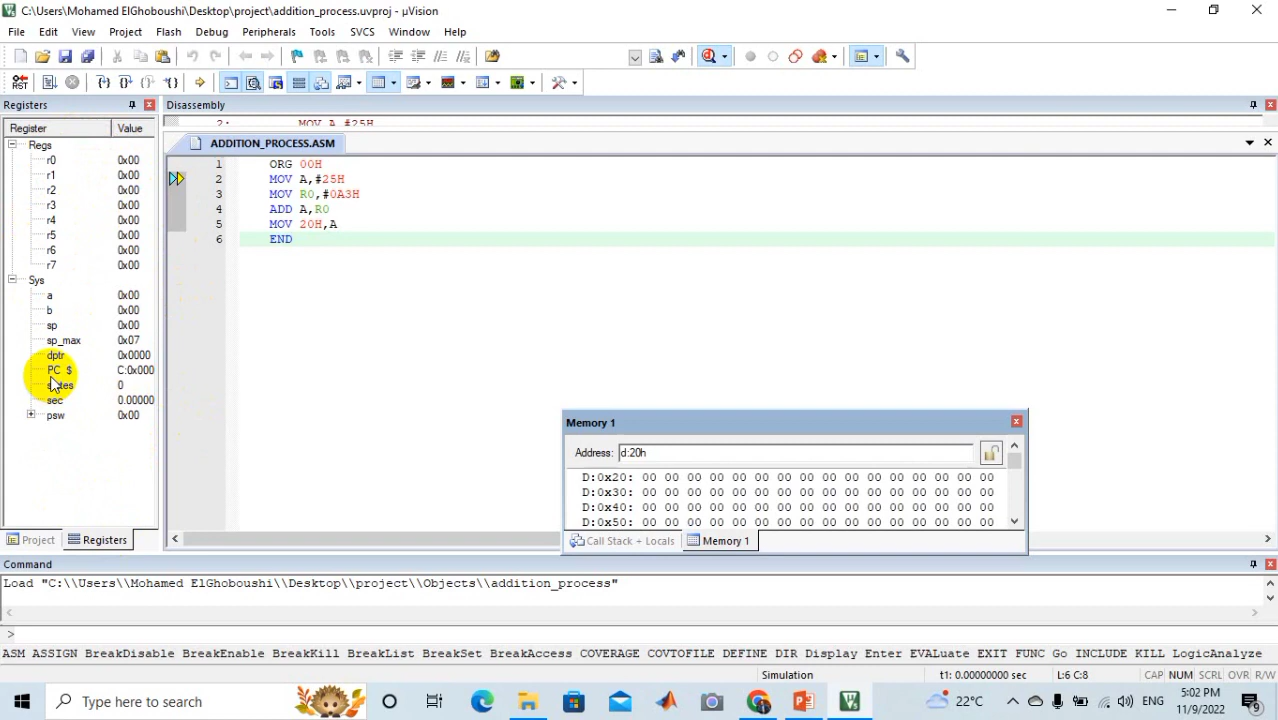 C:\Users\Mohamed ElGhoboushi\Desktop\project\addition_process.uvproj - µVision
File Edit View Project Flash Debug Peripherals Tools SVCS Window Help
Registers
Register Value
Regs
r0 0x00
r1 0x00
r2 0x00
r3 0x00
r4 0x00
r5 0x00
r6 0x00
r7 0x00
Sys
a 0x00
b 0x00
sp 0x00
sp_max 0x07
dptr 0x0000
PC $ C:0x000
states 0
sec 0.00000
psw 0x00
Project Registers
Disassembly
2: MOV A,#25H
ADDITION_PROCESS.ASM
1 ORG 00H
2 MOV A,#25H
3 MOV R0,#0A3H
4 ADD A,R0
5 MOV 20H,A
6 END
Memory 1
Address: d:20h
D:0x20: 00 00 00 00 00 00 00 00 00 00 00 00 00 00 00 00
D:0x30: 00 00 00 00 00 00 00 00 00 00 00 00 00 00 00 00
D:0x40: 00 00 00 00 00 00 00 00 00 00 00 00 00 00 00 00
D:0x50: 00 00 00 00 00 00 00 00 00 00 00 00 00 00 00 00
Call Stack + Locals Memory 1
Command
Load "C:\\Users\\Mohamed ElGhoboushi\\Desktop\\project\\Objects\\addition_process"
>
ASM ASSIGN BreakDisable BreakEnable BreakKill BreakList BreakSet BreakAccess COVERAGE COVTOFILE DEFINE DIR Display Enter EVALuate EXIT FUNC Go INCLUDE KILL LogicAnalyze
Simulation t1: 0.00000000 sec L:6 C:8 CAP NUM SCRL OVR R/W
Type here to search 22°C ENG 5:02 PM
11/9/2022 9